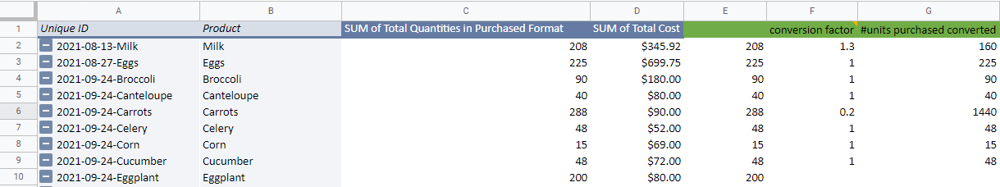 A B C D E F G
1 Unique ID Product SUM of Total Quantities in Purchased Format SUM of Total Cost conversion factor #units purchased converted
2 2021-08-13-Milk Milk 208 $345.92 208 1.3 160
3 2021-08-27-Eggs Eggs 225 $699.75 225 1 225
4 2021-09-24-Broccoli Broccoli 90 $180.00 90 1 90
5 2021-09-24-Canteloupe Canteloupe 40 $80.00 40 1 40
6 2021-09-24-Carrots Carrots 288 $90.00 288 0.2 1440
7 2021-09-24-Celery Celery 48 $52.00 48 1 48
8 2021-09-24-Corn Corn 15 $69.00 15 1 15
9 2021-09-24-Cucumber Cucumber 48 $72.00 48 1 48
10 2021-09-24-Eggplant Eggplant 200 $80.00 200